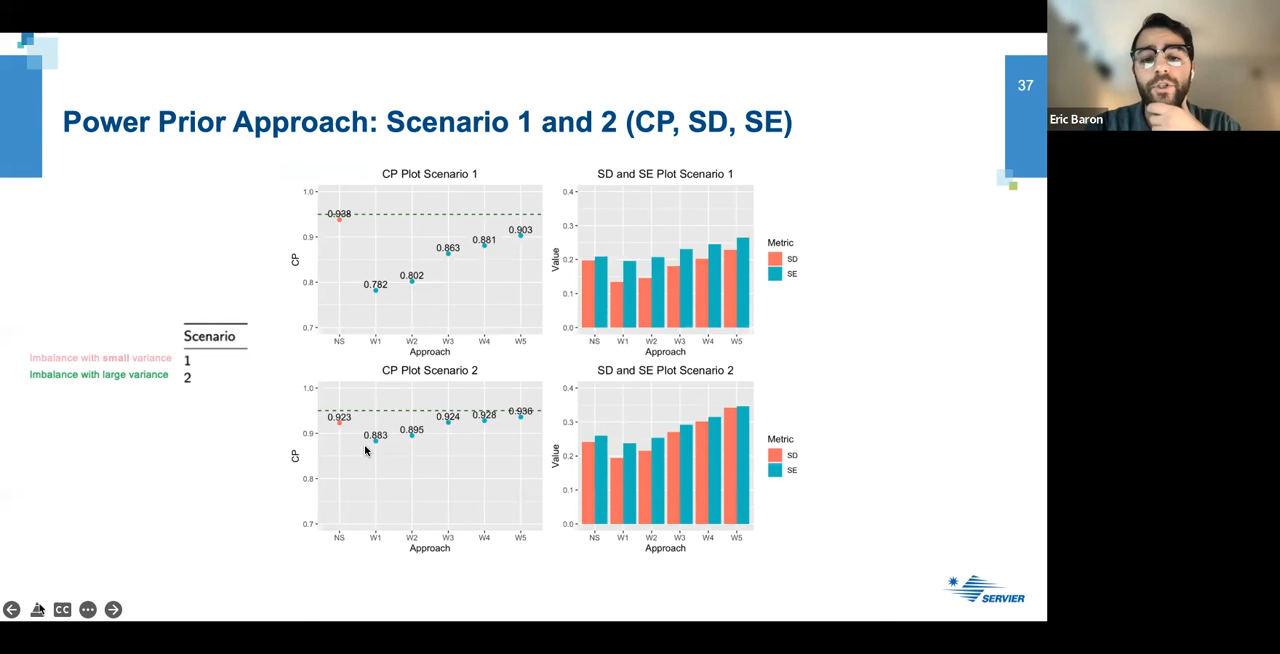 37
Eric Baron
Power Prior Approach: Scenario 1 and 2 (CP, SD, SE)
CP Plot Scenario 1
1.0
0.9
0.8
0.7
CP
0.938
0.782
0.802
0.863
0.881
0.903
NS W1 W2 W3 W4 W5
Approach
SD and SE Plot Scenario 1
0.4
0.3
0.2
0.1
0.0
Value
NS W1 W2 W3 W4 W5
Approach
Metric
SD
SE
Scenario
Imbalance with small variance 1
Imbalance with large variance 2
CP Plot Scenario 2
1.0
0.9
0.8
0.7
CP
0.923
0.883
0.895
0.924
0.928
0.936
NS W1 W2 W3 W4 W5
Approach
SD and SE Plot Scenario 2
0.4
0.3
0.2
0.1
0.0
Value
NS W1 W2 W3 W4 W5
Approach
Metric
SD
SE
CC
SERVIER